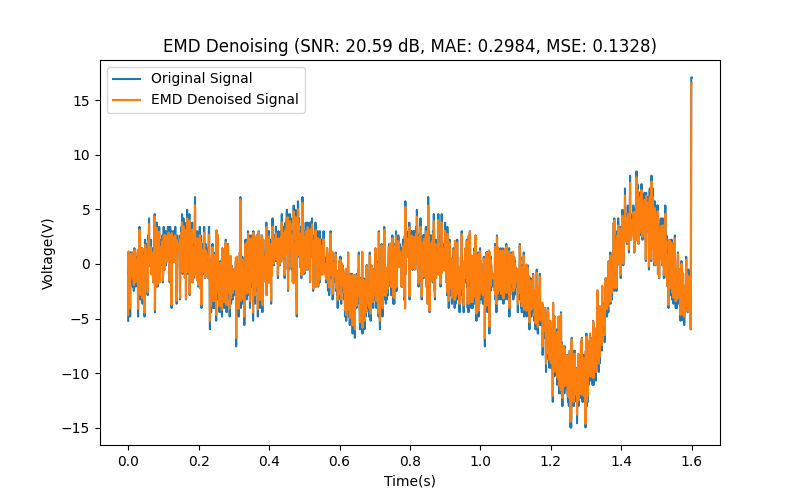 EMD Denoising (SNR: 20.59 dB, MAE: 0.2984, MSE: 0.1328)
Original Signal
EMD Denoised Signal
Voltage(V)
15
10
5
0
−5
−10
−15
0.0 0.2 0.4 0.6 0.8 1.0 1.2 1.4 1.6
Time(s)